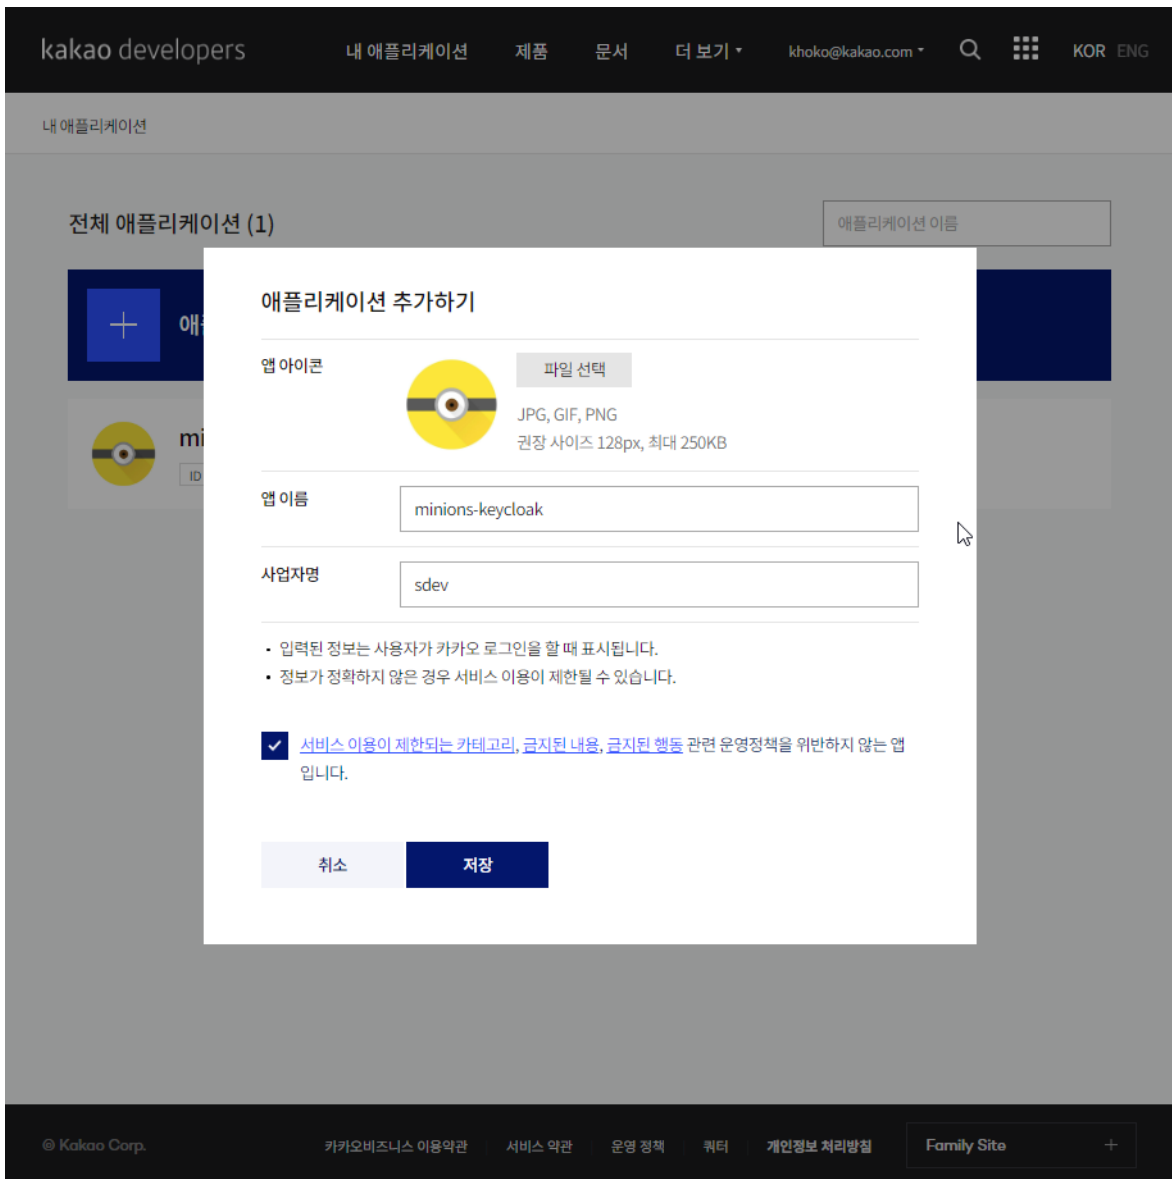 kakao developers 내 애플리케이션 제품 문서 더 보기 khoko@kakao.com KOR ENG
내 애플리케이션
전체 애플리케이션 (1) 애플리케이션 이름
애플리케이션 추가하기
앱 아이콘 파일 선택
JPG, GIF, PNG
권장 사이즈 128px, 최대 250KB
mi
ID
앱 이름 minions-keycloak
사업자명 sdev
• 입력된 정보는 사용자가 카카오 로그인을 할 때 표시됩니다.
• 정보가 정확하지 않은 경우 서비스 이용이 제한될 수 있습니다.
서비스 이용이 제한되는 카테고리, 금지된 내용, 금지된 행동 관련 운영정책을 위반하지 않는 앱
입니다.
취소 저장
© Kakao Corp. 카카오비즈니스 이용약관 서비스 약관 운영 정책 쿼터 개인정보 처리방침 Family Site